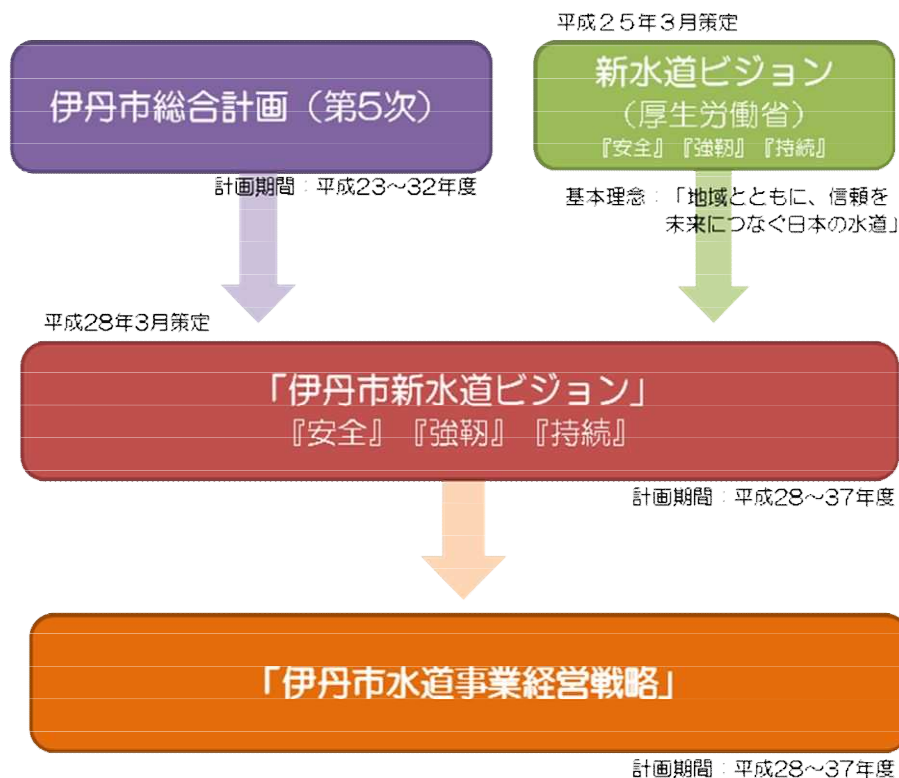 平成25年3月策定
伊丹市総合計画（第5次）
計画期間：平成23～32年度
新水道ビジョン
（厚生労働省）
『安全』『強靭』『持続』
基本理念：「地域とともに、信頼を
未来につなぐ日本の水道」
平成28年3月策定
「伊丹市新水道ビジョン」
『安全』『強靭』『持続』
計画期間：平成28～37年度
「伊丹市水道事業経営戦略」
計画期間：平成28～37年度